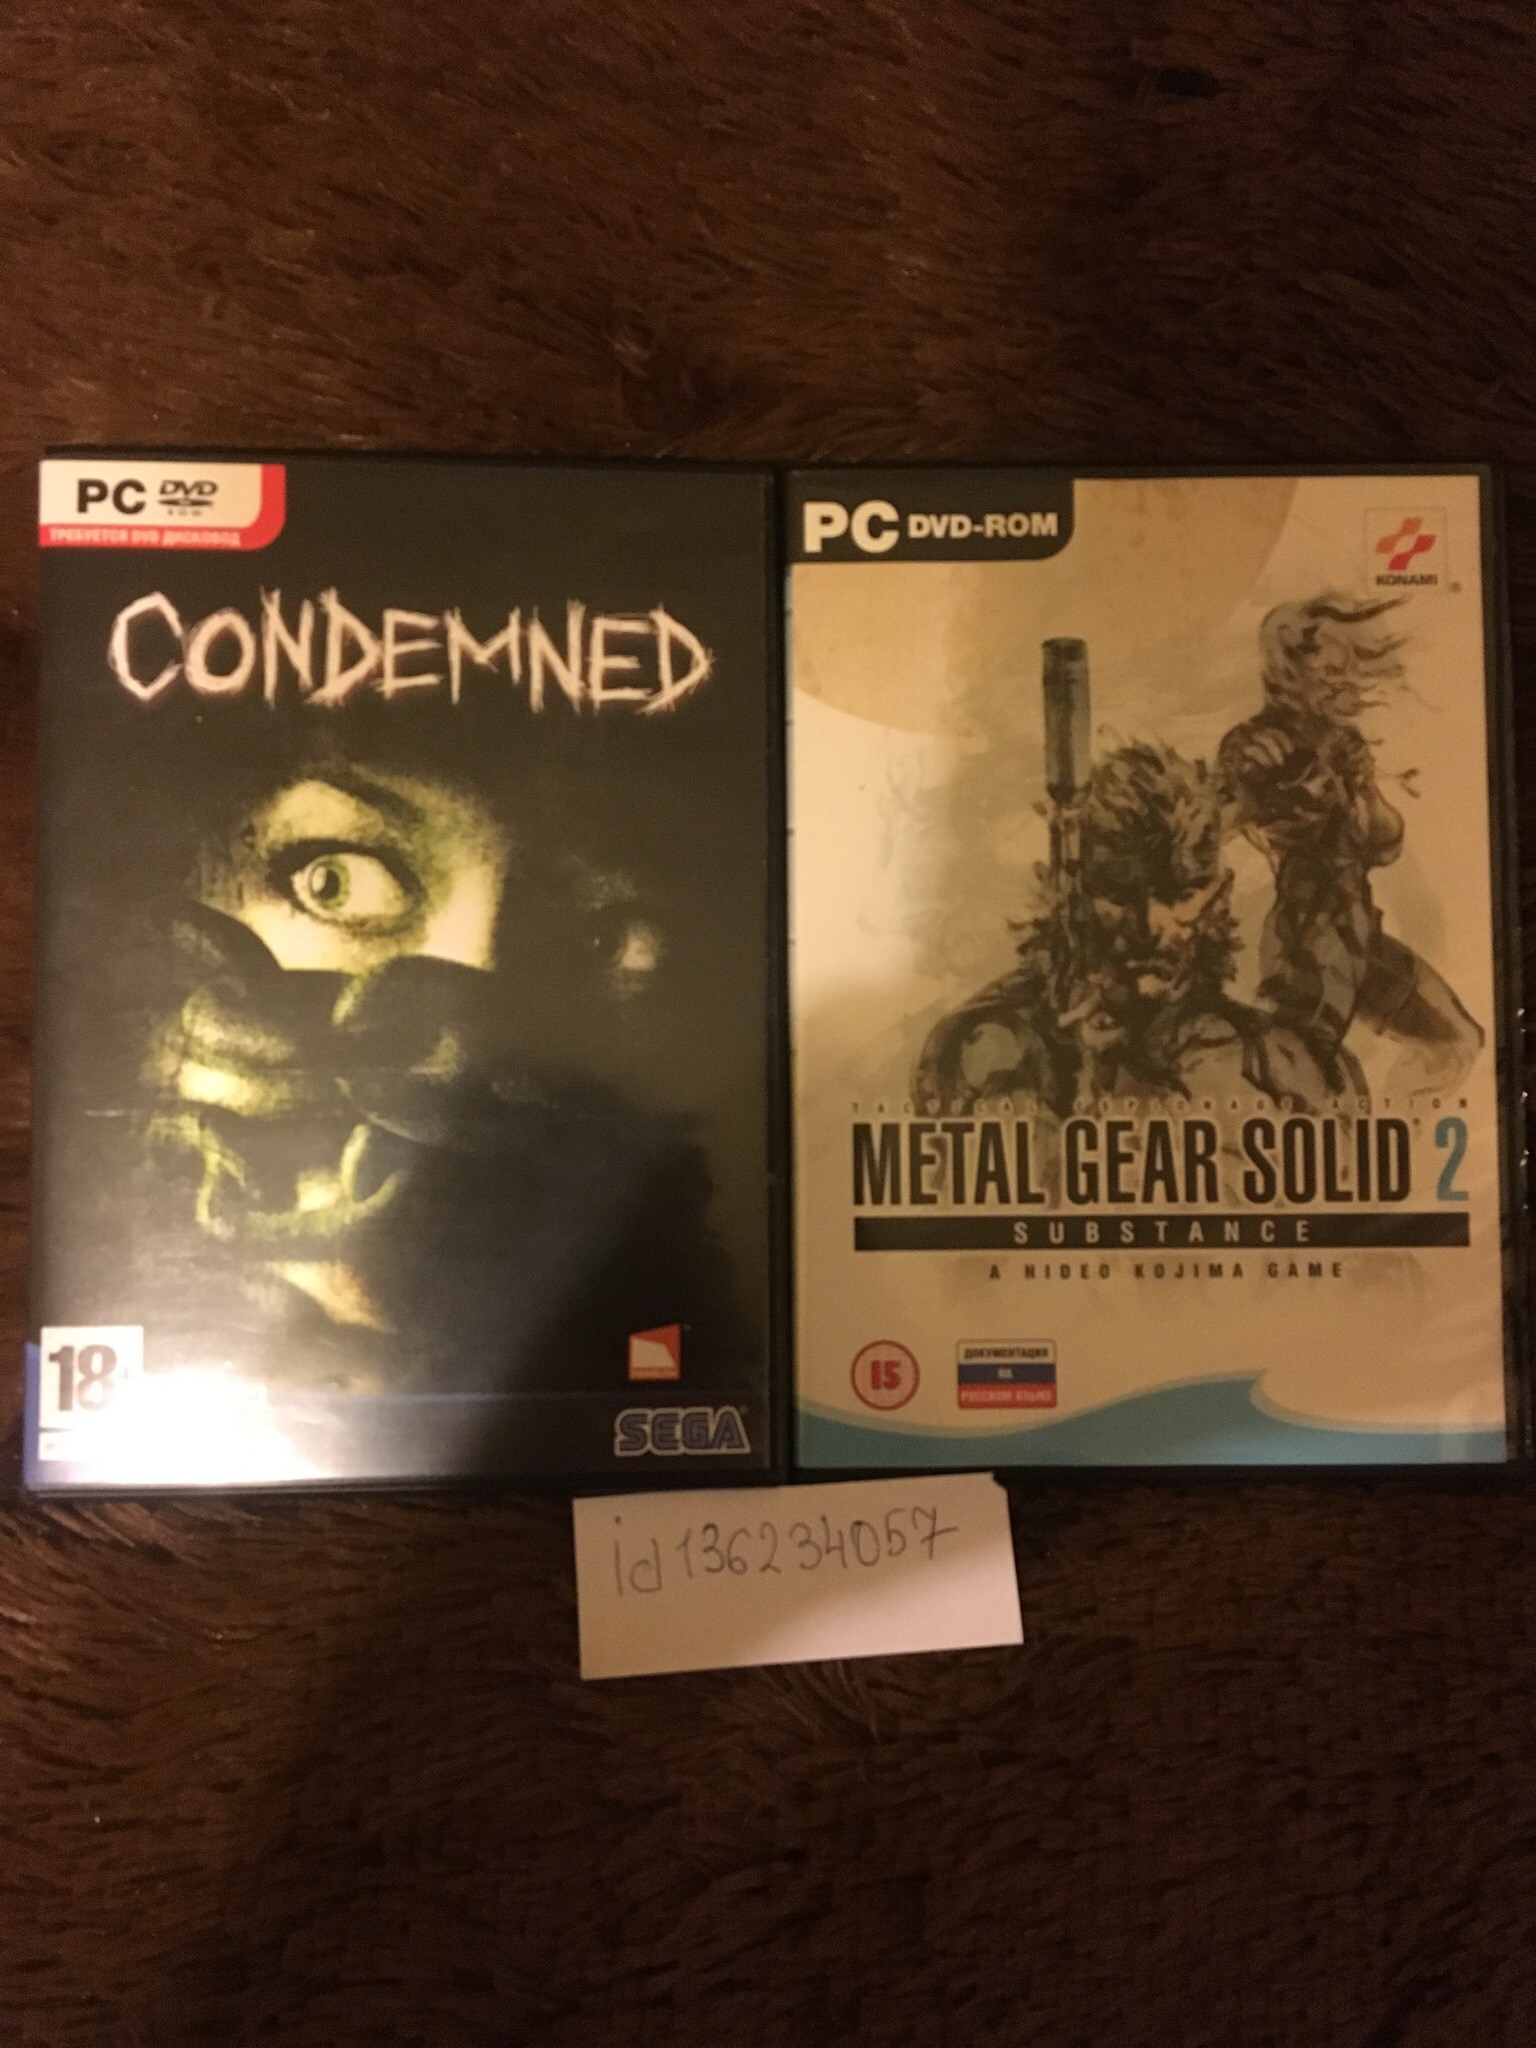 PC DVD
ROM
ТРЕБУЕТСЯ DVD ДИСКОВОД
CONDEMNED
18+
SEGA
PC DVD-ROM
KONAMI
TACTICAL ESPIONAGE ACTION
METAL GEAR SOLID 2
SUBSTANCE
A HIDEO KOJIMA GAME
15
ДОКУМЕНТАЦИЯ
НА
РУССКОМ ЯЗЫКЕ
id136234057